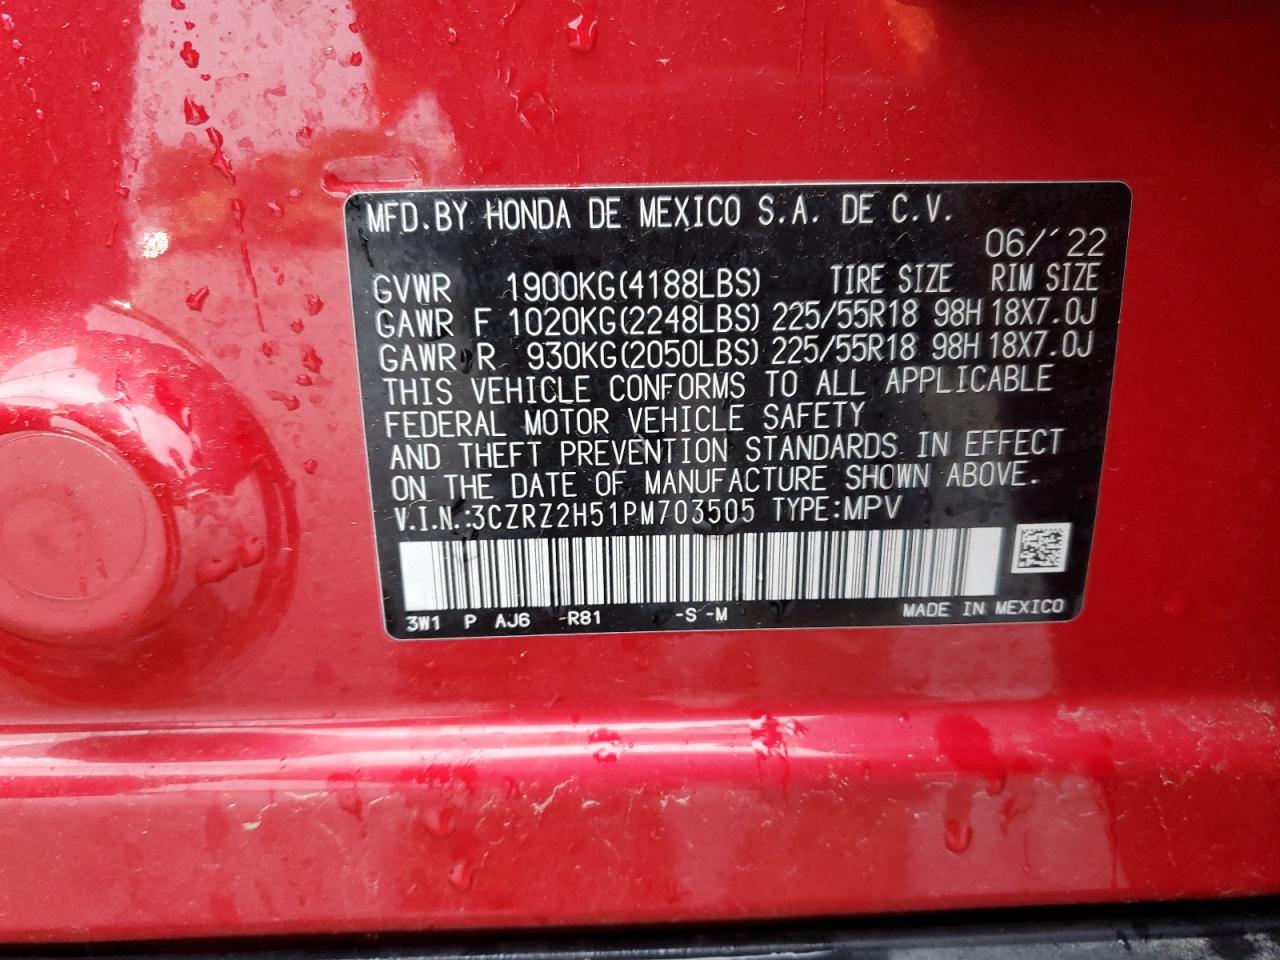 MFD.BY HONDA DE MEXICO S.A. DE C.V.
06/´22
GVWR 1900KG(4188LBS) TIRE SIZE RIM SIZE
GAWR F 1020KG(2248LBS) 225/55R18 98H 18X7.0J
GAWR R 930KG(2050LBS) 225/55R18 98H 18X7.0J
THIS VEHICLE CONFORMS TO ALL APPLICABLE
FEDERAL MOTOR VEHICLE SAFETY
AND THEFT PREVENTION STANDARDS IN EFFECT
ON THE DATE OF MANUFACTURE SHOWN ABOVE.
V.I.N.:3CZRZ2H51PM703505 TYPE:MPV
3W1 P AJ6 -R81 -S -M MADE IN MEXICO